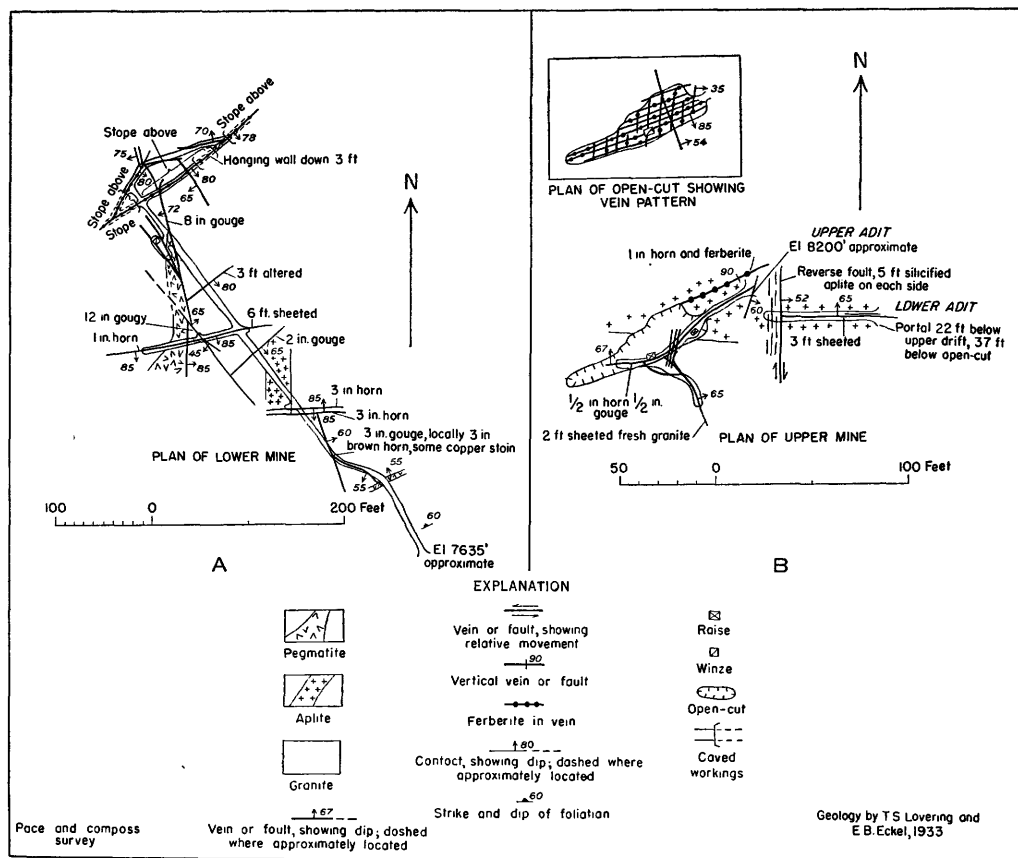 Stope above
70
78
Stope above
75
Hanging wall down 3 ft
80
80
65
Stope above
Stope
72
8 in gouge
N
3 ft altered
80
12 in gougy
65
6 ft. sheeted
1 in. horn
85
45
85
85
2 in. gouge
65
3 in horn
85
85
3 in. horn
60
3 in. gouge, locally 3 in
brown horn, some copper stain
PLAN OF LOWER MINE
55
55
60
100 0 200 Feet
El 7635'
approximate
A
35
85
54
PLAN OF OPEN-CUT SHOWING
VEIN PATTERN
N
UPPER ADIT
El 8200' approximate
1 in horn and ferberite
90
Reverse fault, 5 ft silicified
aplite on each side
52
65
LOWER ADIT
60
Portal 22 ft below
upper drift, 37 ft
below open-cut
3 ft sheeted
67
1/2 in horn 1/2 in.
gouge
65
2 ft sheeted fresh granite
PLAN OF UPPER MINE
50 0 100 Feet
B
EXPLANATION
Pegmatite
Aplite
Granite
67
Vein or fault, showing dip; dashed
where approximately located
Vein or fault, showing
relative movement
90
Vertical vein or fault
Ferberite in vein
80
Contact, showing dip; dashed where
approximately located
60
Strike and dip of foliation
Raise
Winze
Open-cut
Caved
workings
Pace and compass
survey
Geology by T S Lovering and
E. B. Eckel, 1933